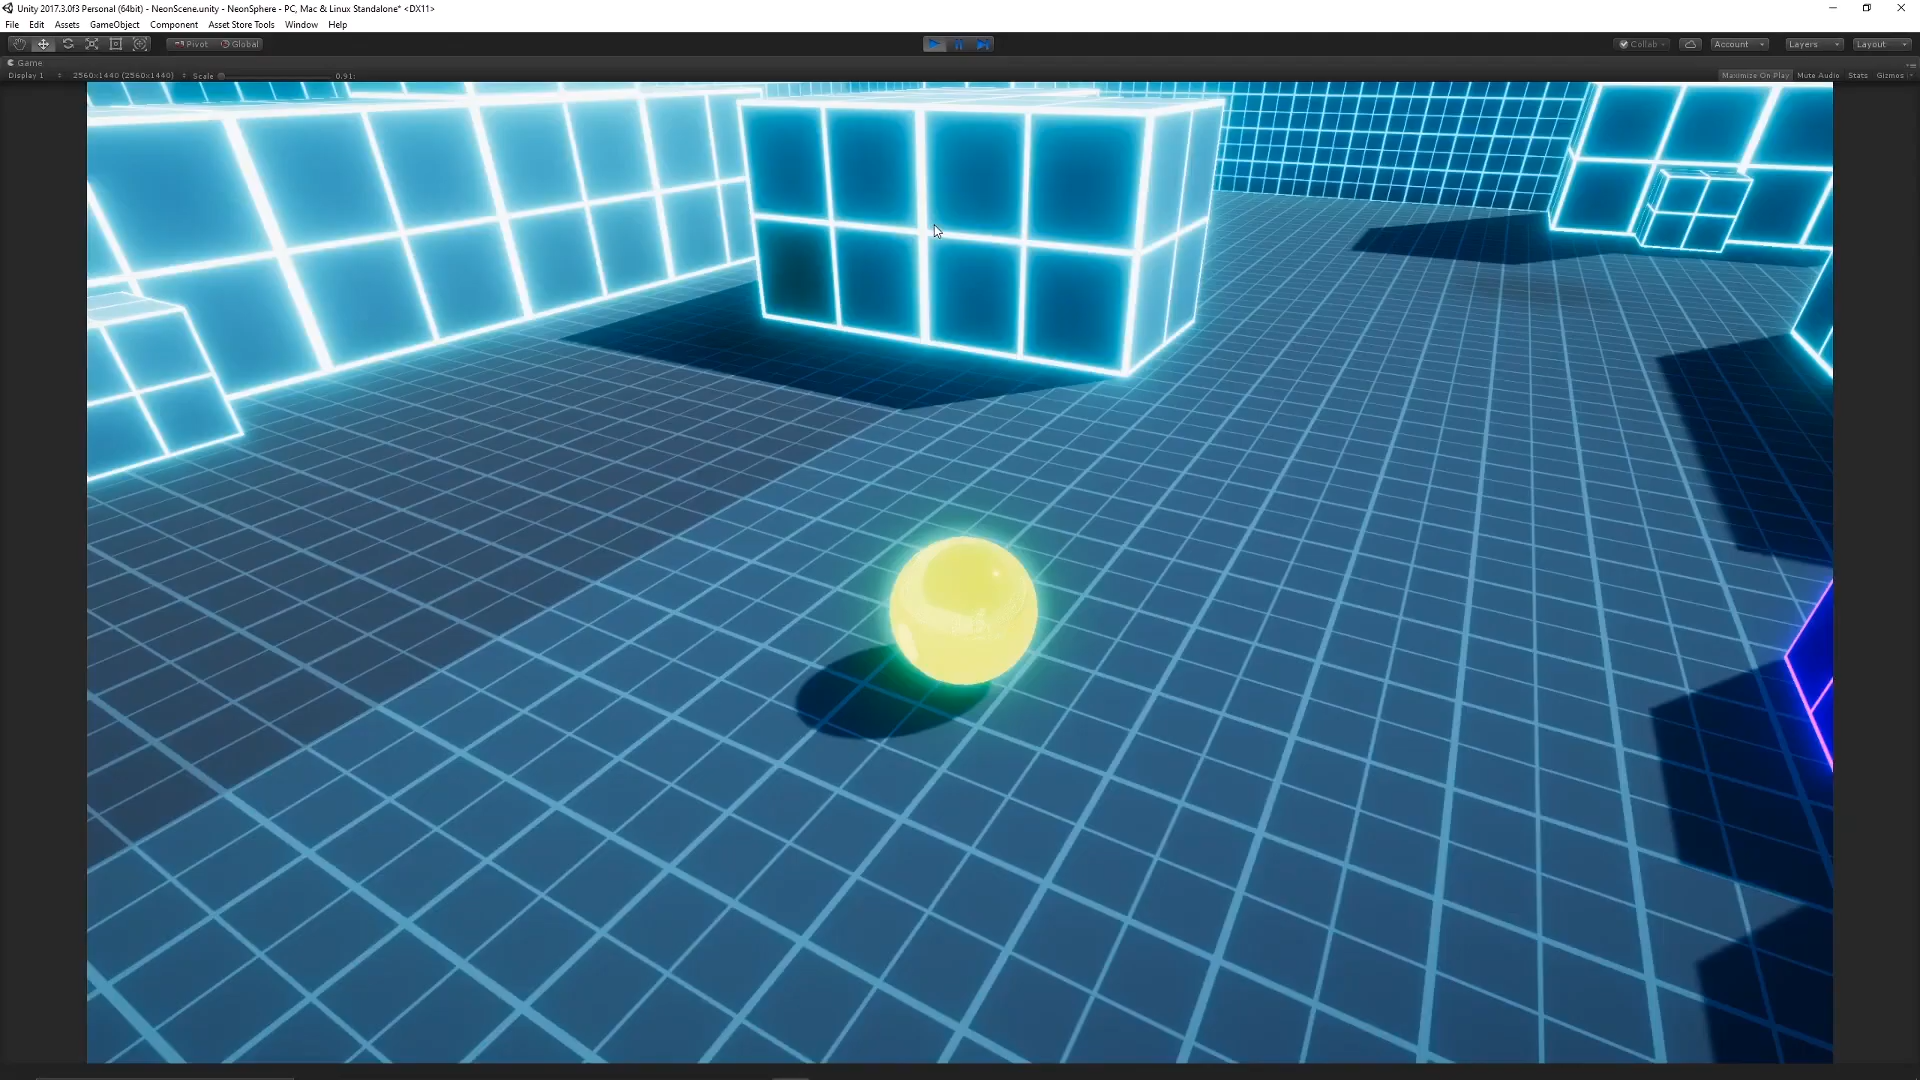 Unity 2017.3.0f3 Personal (64bit) - NeonScene.unity - NeonSphere - PC, Mac & Linux Standalone* <DX11>
File Edit Assets GameObject Component Asset Store Tools Window Help
Pivot Global Collab Account Layers Layout
Game
Display 1 2560x1440 (2560x1440) Scale 0.91: Maximize On Play Mute Audio Stats Gizmos